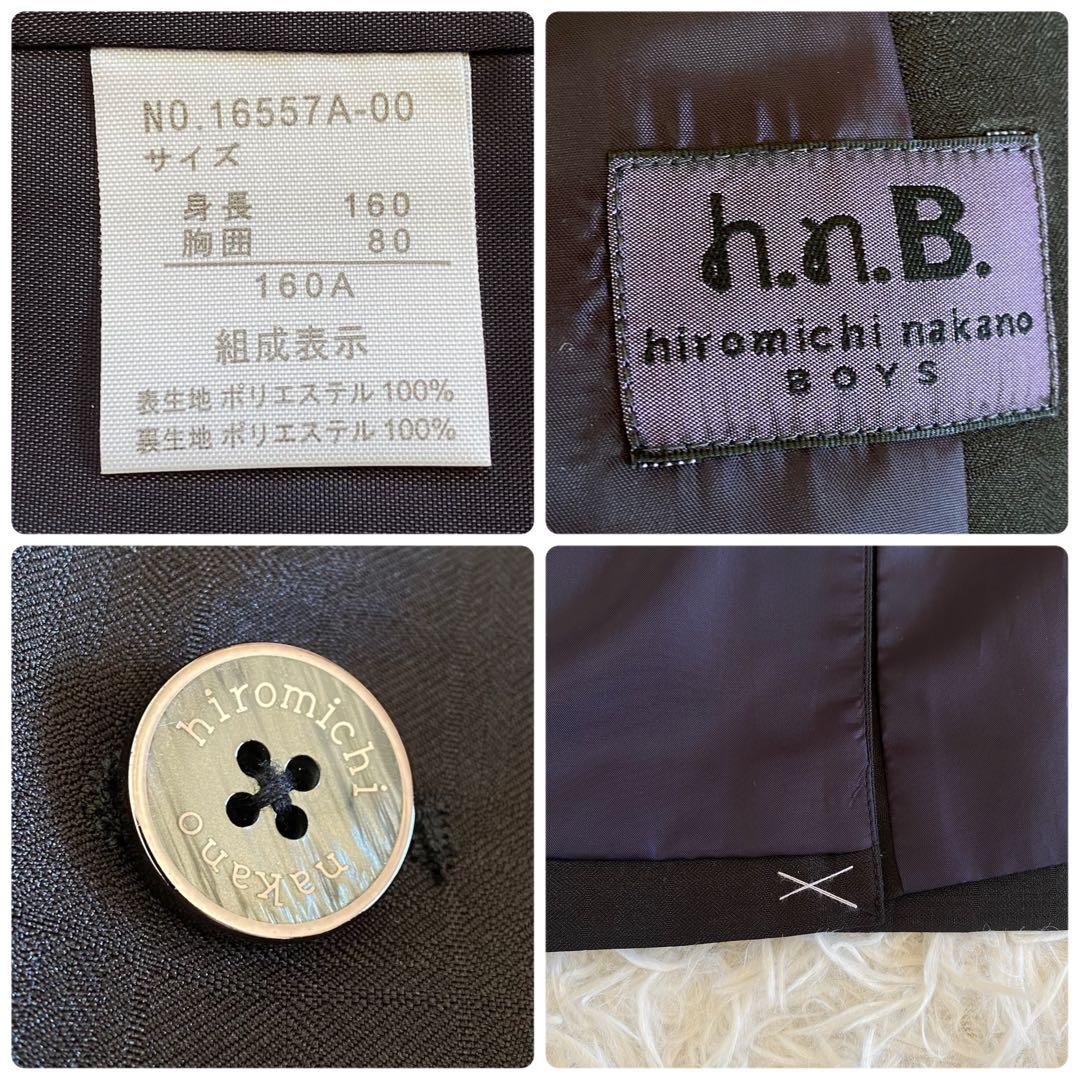 NO.16557A-00
サイズ
身長 160
胸囲 80
160A
組成表示
表生地 ポリエステル 100%
裏生地 ポリエステル 100%
h.n.B.
hiromichi nakano
BOYS
hiromichi
nakano